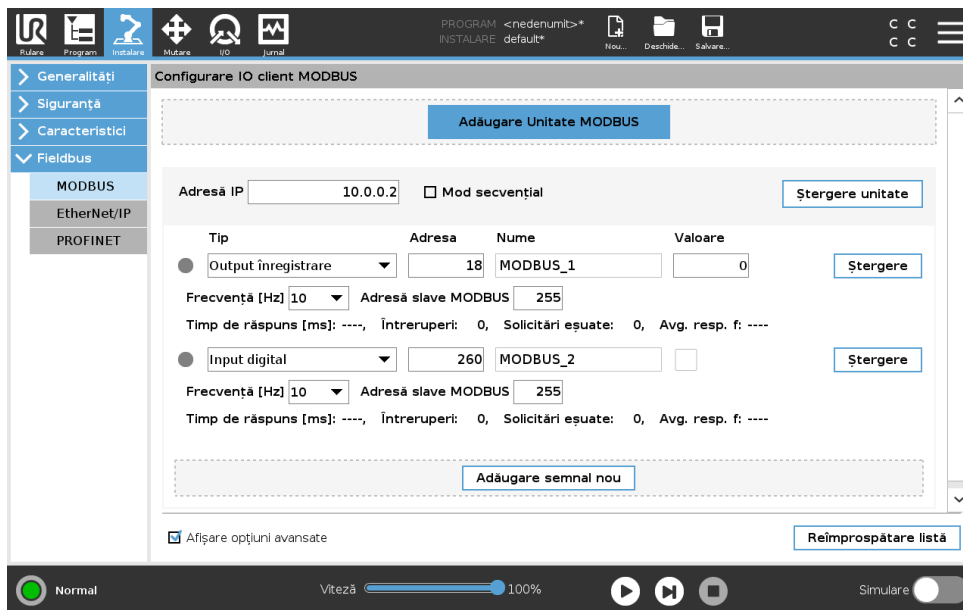 PROGRAM <nedenumit>*
INSTALARE default*
Rulare Program Instalare Mutare I/O Jurnal Nou... Deschide... Salvare...
C C
C C
Generalități
Siguranță
Caracteristici
Fieldbus
MODBUS
EtherNet/IP
PROFINET
Configurare IO client MODBUS
Adăugare Unitate MODBUS
Adresă IP 10.0.0.2 Mod secvențial Ștergere unitate
Tip Adresa Nume Valoare
Output înregistrare 18 MODBUS_1 0 Ștergere
Frecvență [Hz] 10 Adresă slave MODBUS 255
Timp de răspuns [ms]: ----, Întreruperi: 0, Solicitări eșuate: 0, Avg. resp. f: ----
Input digital 260 MODBUS_2 Ștergere
Frecvență [Hz] 10 Adresă slave MODBUS 255
Timp de răspuns [ms]: ----, Întreruperi: 0, Solicitări eșuate: 0, Avg. resp. f: ----
Adăugare semnal nou
Afișare opțiuni avansate Reîmprospătare listă
Normal Viteză 100% Simulare